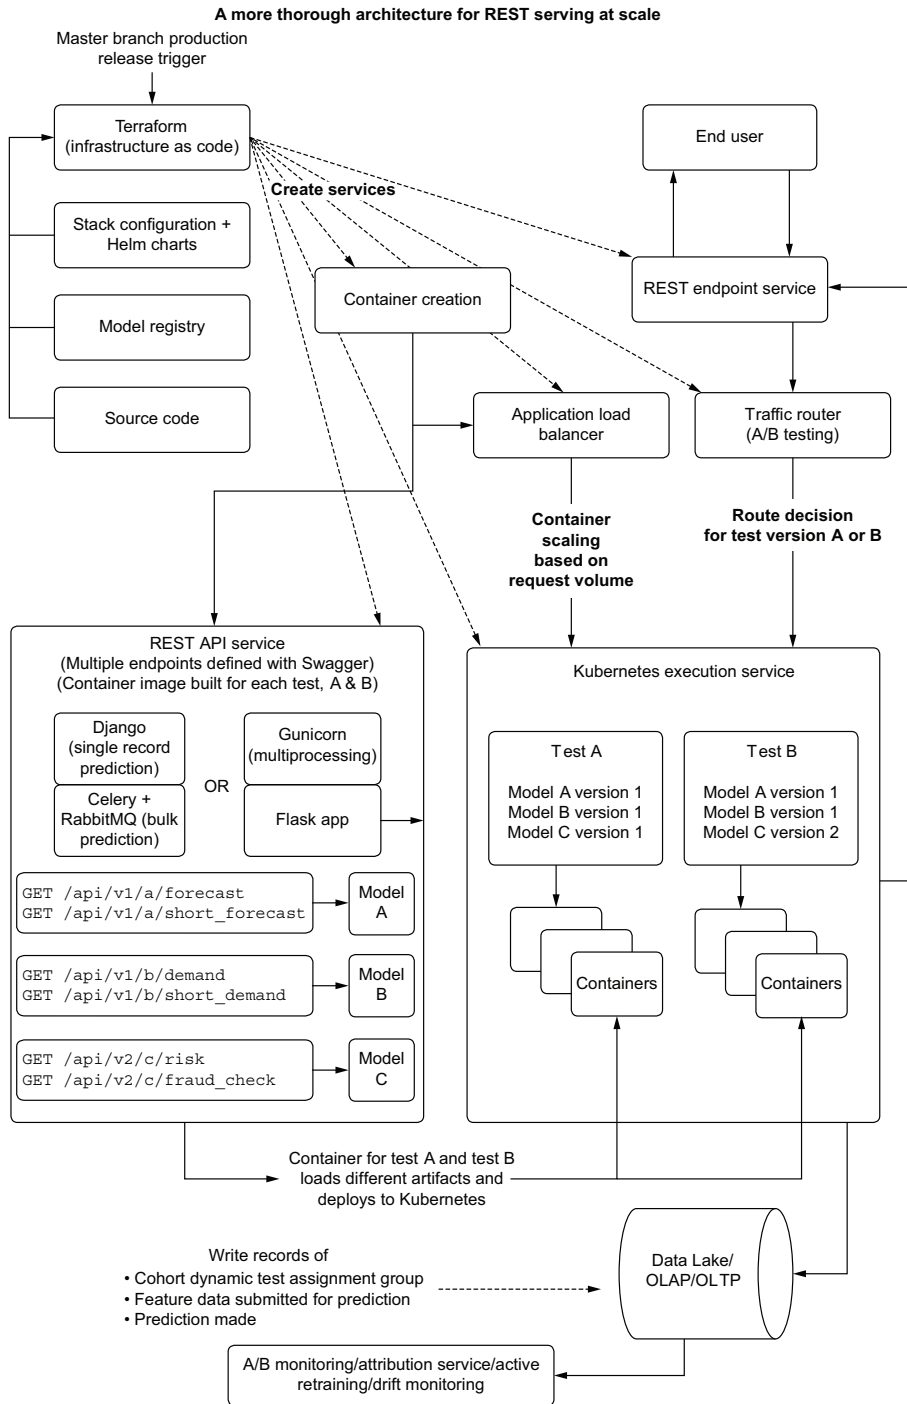 A more thorough architecture for REST serving at scale
Master branch production
release trigger
Terraform
(infrastructure as code)
End user
Create services
Stack configuration +
Helm charts
Container creation
REST endpoint service
Model registry
Source code
Application load
balancer
Traffic router
(A/B testing)
Container
scaling
based on
request volume
Route decision
for test version A or B
REST API service
(Multiple endpoints defined with Swagger)
(Container image built for each test, A & B)
Django
(single record
prediction)
Celery +
RabbitMQ (bulk
prediction)
OR
Gunicorn
(multiprocessing)
Flask app
GET /api/v1/a/forecast
GET /api/v1/a/short_forecast
Model
A
GET /api/v1/b/demand
GET /api/v1/b/short_demand
Model
B
GET /api/v2/c/risk
GET /api/v2/c/fraud_check
Model
C
Kubernetes execution service
Test A
Model A version 1
Model B version 1
Model C version 1
Test B
Model A version 1
Model B version 1
Model C version 2
Containers
Containers
Container for test A and test B
loads different artifacts and
deploys to Kubernetes
Write records of
• Cohort dynamic test assignment group
• Feature data submitted for prediction
• Prediction made
Data Lake/
OLAP/OLTP
A/B monitoring/attribution service/active
retraining/drift monitoring